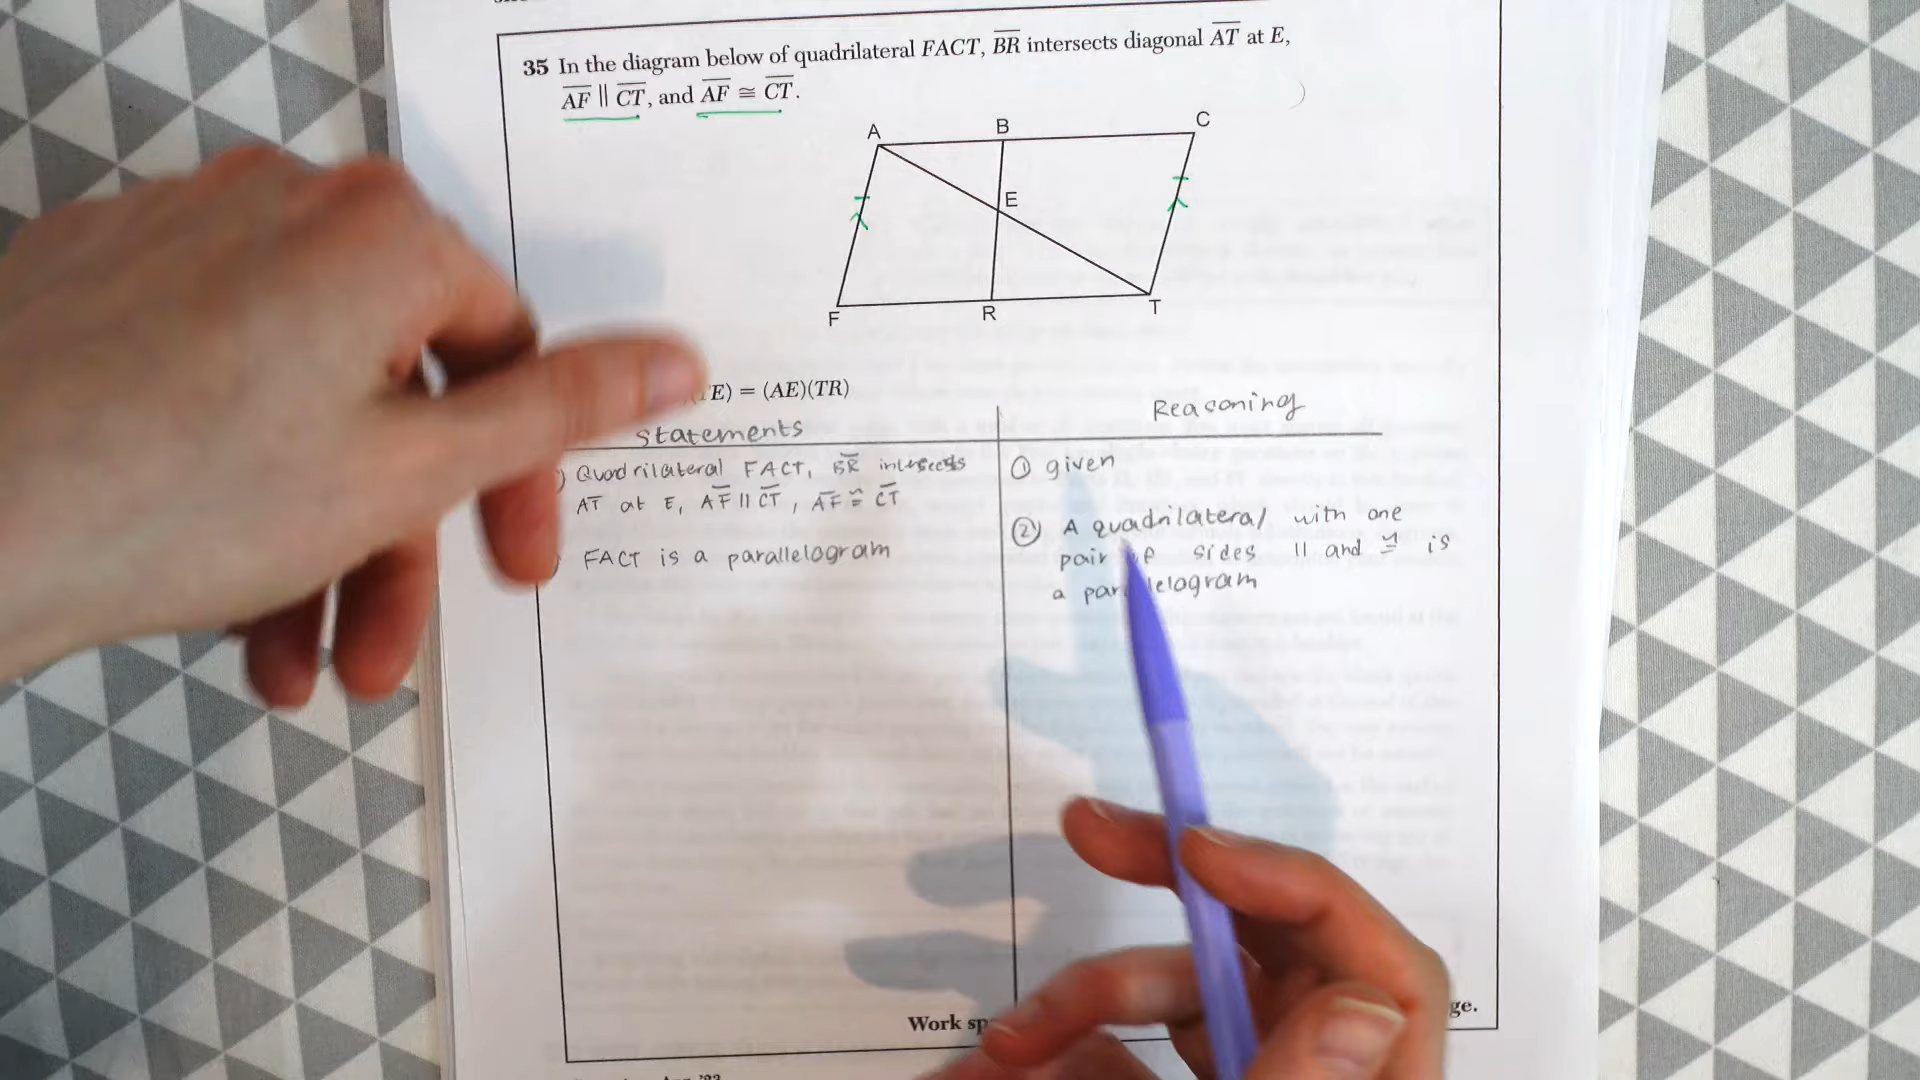 35 In the diagram below of quadrilateral FACT, BR intersects diagonal AT at E,
AF || CT, and AF ≅ CT.
A B C
E
F R T
E) = (AE)(TR)
statements Reasoning
) Quadrilateral FACT, BR intersects
AT at E, AF || CT, AF ≅ CT
① given
② A quadrilateral with one
pair of sides || and ≅ is
a parallelogram
) FACT is a parallelogram
Work sp
ge.